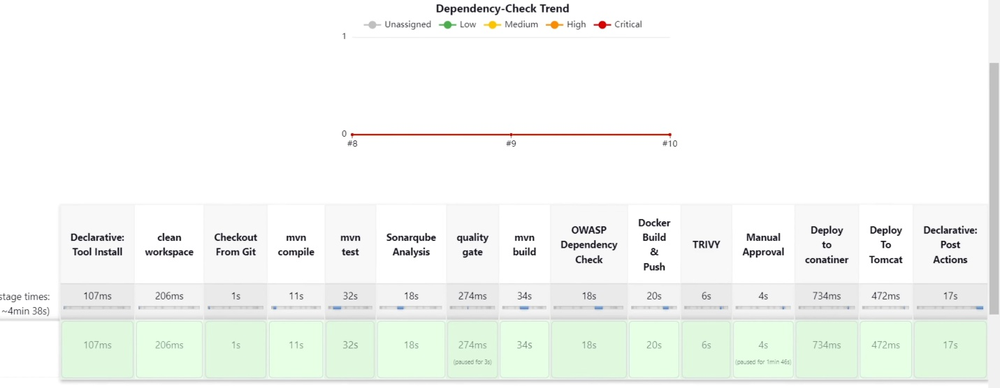 Dependency-Check Trend
Unassigned Low Medium High Critical
1
0
#8 #9 #10
Declarative: Tool Install
clean workspace
Checkout From Git
mvn compile
mvn test
Sonarqube Analysis
quality gate
mvn build
OWASP Dependency Check
Docker Build & Push
TRIVY
Manual Approval
Deploy to conatiner
Deploy To Tomcat
Declarative: Post Actions
stage times:
~4min 38s)
107ms 206ms 1s 11s 32s 18s 274ms 34s 18s 20s 6s 4s 734ms 472ms 17s
107ms 206ms 1s 11s 32s 18s 274ms 34s 18s 20s 6s 4s 734ms 472ms 17s
(paused for 3s) (paused for 1min 46s)